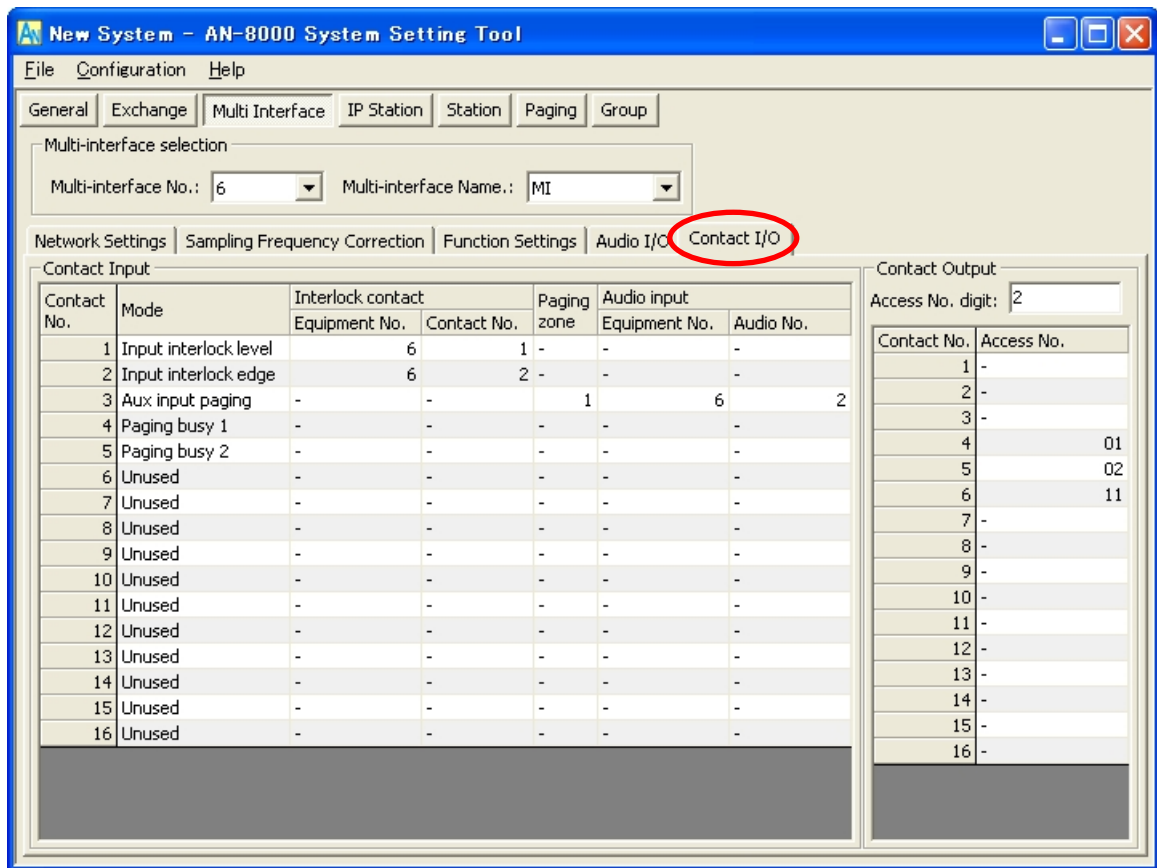 New System - AN-8000 System Setting Tool
File Configuration Help
General Exchange Multi Interface IP Station Station Paging Group
Multi-interface selection
Multi-interface No.: 6 Multi-interface Name.: MI
Network Settings Sampling Frequency Correction Function Settings Audio I/O Contact I/O
Contact Input
Contact No. Mode Interlock contact Paging zone Audio input
Equipment No. Contact No. Equipment No. Audio No.
1 Input interlock level 6 1 - - -
2 Input interlock edge 6 2 - - -
3 Aux input paging - - 1 6 2
4 Paging busy 1 - - - - -
5 Paging busy 2 - - - - -
6 Unused - - - - -
7 Unused - - - - -
8 Unused - - - - -
9 Unused - - - - -
10 Unused - - - - -
11 Unused - - - - -
12 Unused - - - - -
13 Unused - - - - -
14 Unused - - - - -
15 Unused - - - - -
16 Unused - - - - -
Contact Output
Access No. digit: 2
Contact No. Access No.
1 -
2 -
3 -
4 01
5 02
6 11
7 -
8 -
9 -
10 -
11 -
12 -
13 -
14 -
15 -
16 -